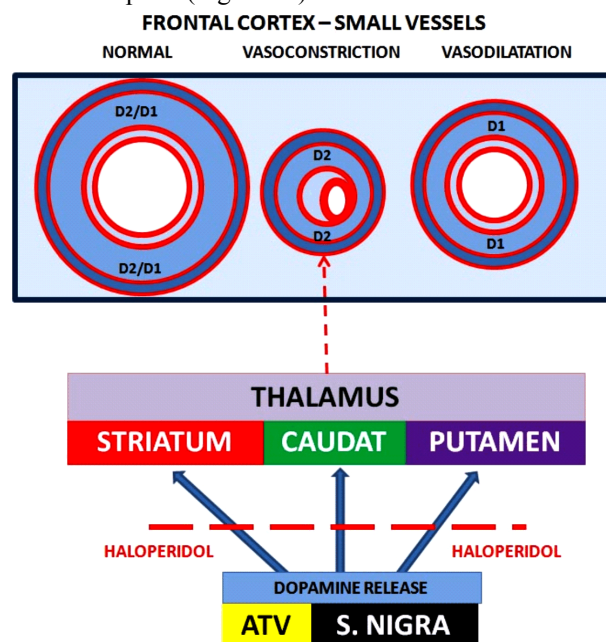 FRONTAL CORTEX – SMALL VESSELS
NORMAL VASOCONSTRICTION VASODILATATION
D2/D1 D2 D1
D2/D1 D2 D1
THALAMUS
STRIATUM CAUDAT PUTAMEN
HALOPERIDOL HALOPERIDOL
DOPAMINE RELEASE
ATV S. NIGRA